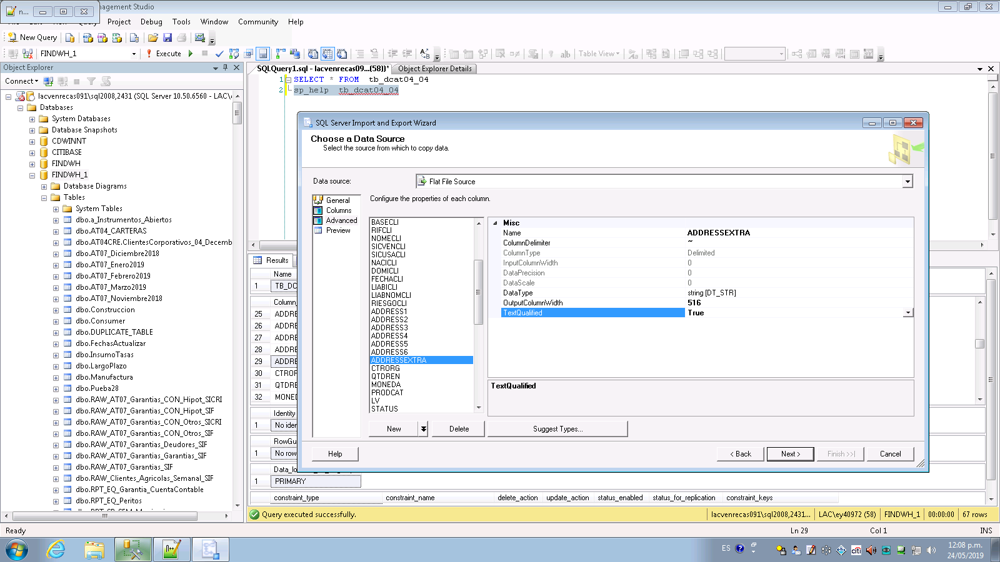 n...
anagement Studio
Project Debug Tools Window Community Help
New Query
FINDWH_1
Execute
Table View
Object Explorer
SQLQuery1.sql - lacvenrecas09...(58))*
Object Explorer Details
Connect
1 SELECT * FROM tb_dcat04_04
2 sp_help tb_dcat04_04
lacvenrecas091\sql2008,2431 (SQL Server 10.50.6560 - LAC\
Databases
System Databases
Database Snapshots
CDWINNT
CITIBASE
FINDWH
FINDWH_1
Database Diagrams
Tables
System Tables
dbo.a_Instrumentos_Abiertos
dbo.AT04_CARTERAS
dbo.AT04CRE.ClientesCorporativos_04_Decemb
dbo.AT07_Diciembre2018
dbo.AT07_Enero2019
dbo.AT07_Febrero2019
dbo.AT07_Marzo2019
dbo.AT07_Noviembre2018
dbo.Construccion
dbo.Consumer
dbo.DUPLICATE_TABLE
dbo.FechasActualizar
dbo.InsumoTasas
dbo.LargoPlazo
dbo.Manufactura
dbo.Pueba28
dbo.RAW_AT07_Garantias_CON_Hipot_SICRI
dbo.RAW_AT07_Garantias_CON_Hipot_SIF
dbo.RAW_AT07_Garantias_CON_Otros_SICRI
dbo.RAW_AT07_Garantias_CON_Otros_SIF
dbo.RAW_AT07_Garantias_Deudores_SIF
dbo.RAW_AT07_Garantias_Garantias_SIF
dbo.RAW_AT07_Garantias_SIF
dbo.RAW_Clientes_Agricolas_Semanal_SIF
dbo.RPT_EQ_Garantia_CuentaContable
dbo.RPT_EQ_Peritos
SQL Server Import and Export Wizard
Choose a Data Source
Select the source from which to copy data.
Data source:
Flat File Source
General
Columns
Advanced
Preview
Configure the properties of each column.
BASECLI
RIFCLI
NOMECLI
SICVENCLI
SICUSACLI
NACICLI
DOMICLI
FECHACLI
LIABICLI
LIABNOMCLI
RIESGOCLI
ADDRESS1
ADDRESS2
ADDRESS3
ADDRESS4
ADDRESS5
ADDRESS6
ADDRESSEXTRA
CTRORG
QTDREN
MONEDA
PRODCAT
LV
STATUS
Misc
Name ADDRESSEXTRA
ColumnDelimiter ~
ColumnType Delimited
InputColumnWidth 0
DataPrecision 0
DataScale 0
DataType string [DT_STR]
OutputColumnWidth 516
TextQualified True
TextQualified
New
Delete
Suggest Types...
Help
< Back
Next >
Finish >>|
Cancel
Results
Name
1 TB_DC
Column_
25 ADDRE
26 ADDRE
27 ADDRE
28 ADDRE
29 ADDRE
30 CTROR
31 QTDRE
32 MONED
Identity
1 No iden
RowGu
1 No row
Data_lo
1 PRIMARY
constraint_type constraint_name delete_action update_action status_enabled status_for_replication constraint_keys
Query executed successfully.
lacvenrecas091\sql2008,2431... LAC\ey40972 (58) FINDWH_1 00:00:00 67 rows
Ready
Ln 29
Col 1
INS
ES
citi
12:08 p.m.
24/05/2019